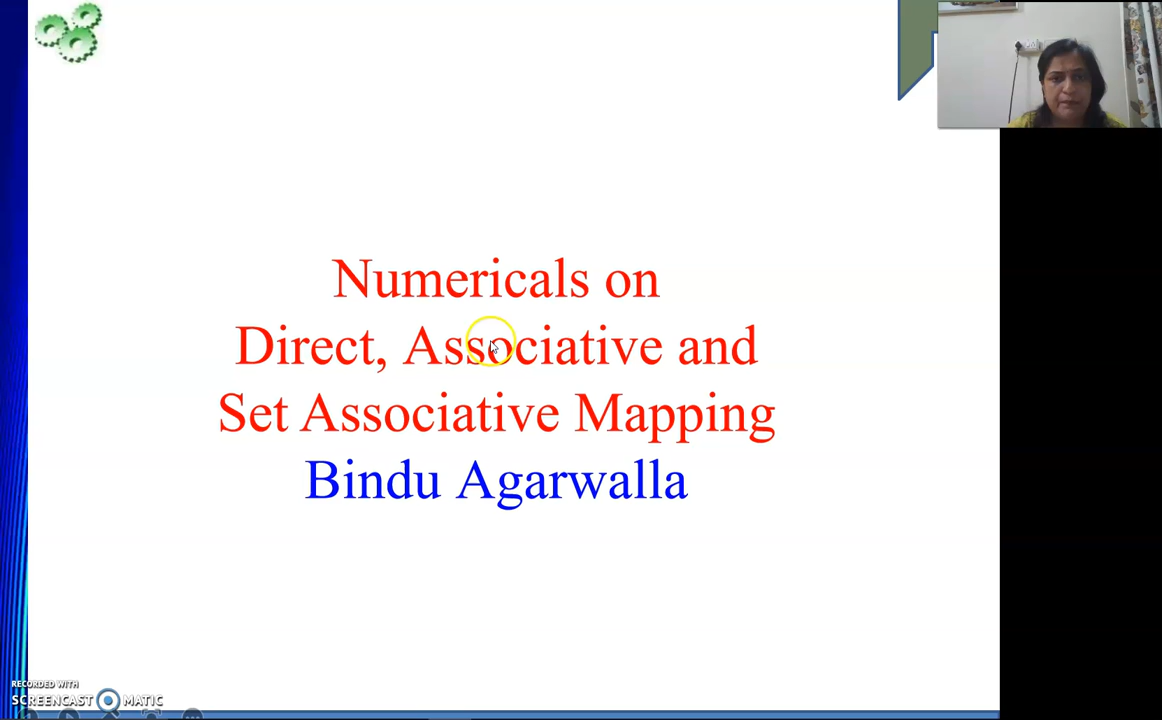 Numericals on
Direct, Associative and
Set Associative Mapping
Bindu Agarwalla
RECORDED WITH
SCREENCAST MATIC